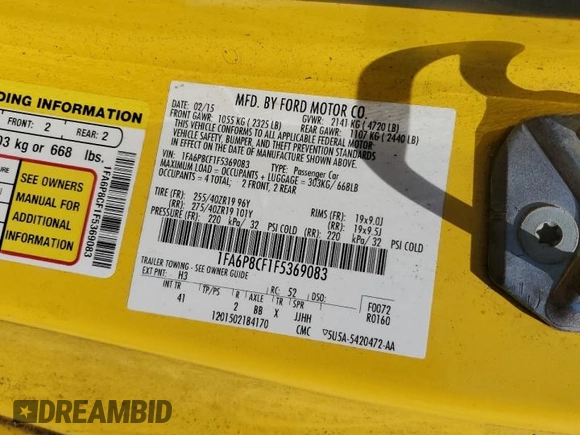 DING INFORMATION
FRONT: 2 REAR: 2
03 kg or 668 lbs.
SEE OWNERS
MANUAL FOR
ADDITIONAL
INFORMATION
1FA6P8CF1F5369083
MFD. BY FORD MOTOR CO.
DATE: 02/15 GVWR: 2141 KG ( 4720 LB)
FRONT GAWR: 1055 KG ( 2325 LB) REAR GAWR: 1107 KG ( 2440 LB)
THIS VEHICLE CONFORMS TO ALL APPLICABLE FEDERAL MOTOR
VEHICLE SAFETY, BUMPER, AND THEFT PREVENTION STANDARDS
IN EFFECT ON THE DATE OF MANUFACTURE SHOWN ABOVE.
VIN: 1FA6P8CF1F5369083 Passenger Car
MAXIMUM LOAD = OCCUPANTS + LUGGAGE = 303KG / 668LB
OCCUPANTS = 4 TOTAL; 2 FRONT, 2 REAR
TIRE (F): 255/40ZR19 96Y RIMS (F): 19x9.0J
(R): 275/40ZR19 101Y (R): 19x9.5J
PRESSURE (F): 220 kPa/ 32 PSI COLD (R): 220 kPa/ 32 PSI COLD
1FA6P8CF1F5369083
TRAILER TOWING - SEE OWNER GUIDE
EXT PNT: H3 RC: 52 DSO: F0072
INT TR TP/PS R AXLE TR SPR R0160
41 2 BB X JJHH
1201502184170 CMC 5U5A-5420472-AA
DREAMBID